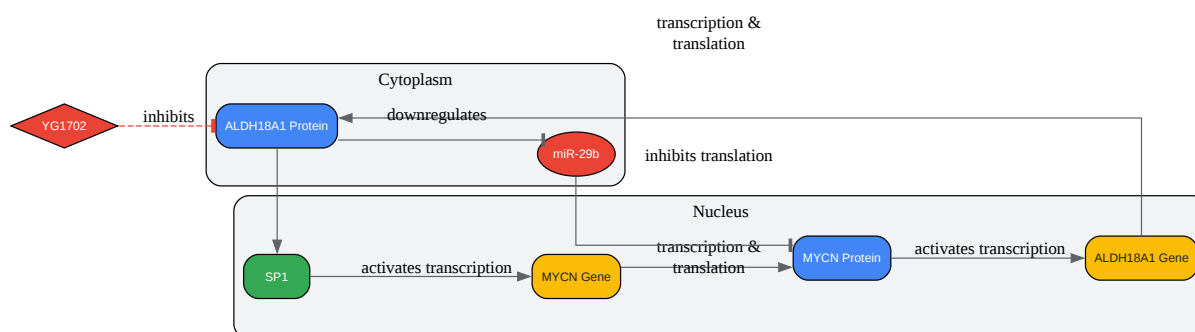 transcription &
translation
Cytoplasm
YG1702
inhibits
ALDH18A1 Protein
downregulates
miR-29b
inhibits translation
Nucleus
SP1
activates transcription
MYCN Gene
transcription &
translation
MYCN Protein
activates transcription
ALDH18A1 Gene